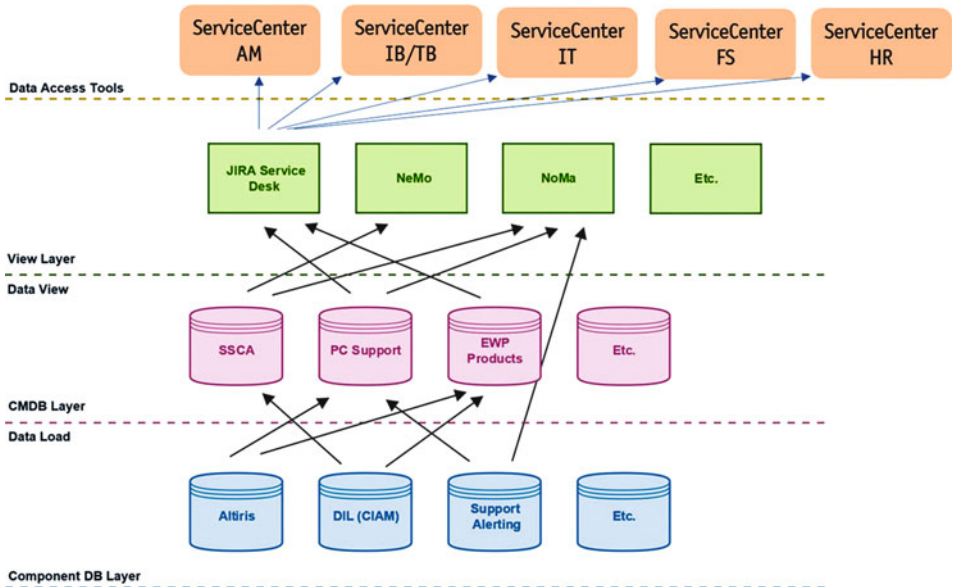 ServiceCenter
AM
ServiceCenter
IB/TB
ServiceCenter
IT
ServiceCenter
FS
ServiceCenter
HR
Data Access Tools
JIRA Service
Desk
NeMo
NoMa
Etc.
View Layer
Data View
SSCA
PC Support
EWP
Products
Etc.
CMDB Layer
Data Load
Altiris
DIL (CIAM)
Support
Alerting
Etc.
Component DB Layer